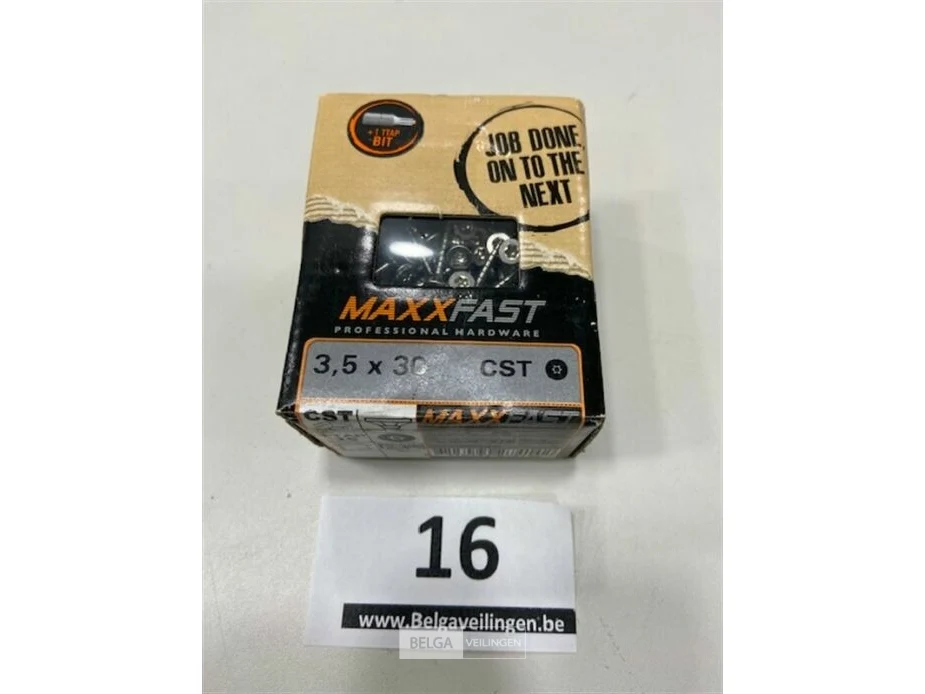 +1 TTAP
-BIT
JOB DONE,
ON TO THE
NEXT
MAXXFAST
PROFESSIONAL HARDWARE
3,5 x 30 CST
CST MAXXFAST
16
www.Belgaveilingen.be
BELGA VEILINGEN